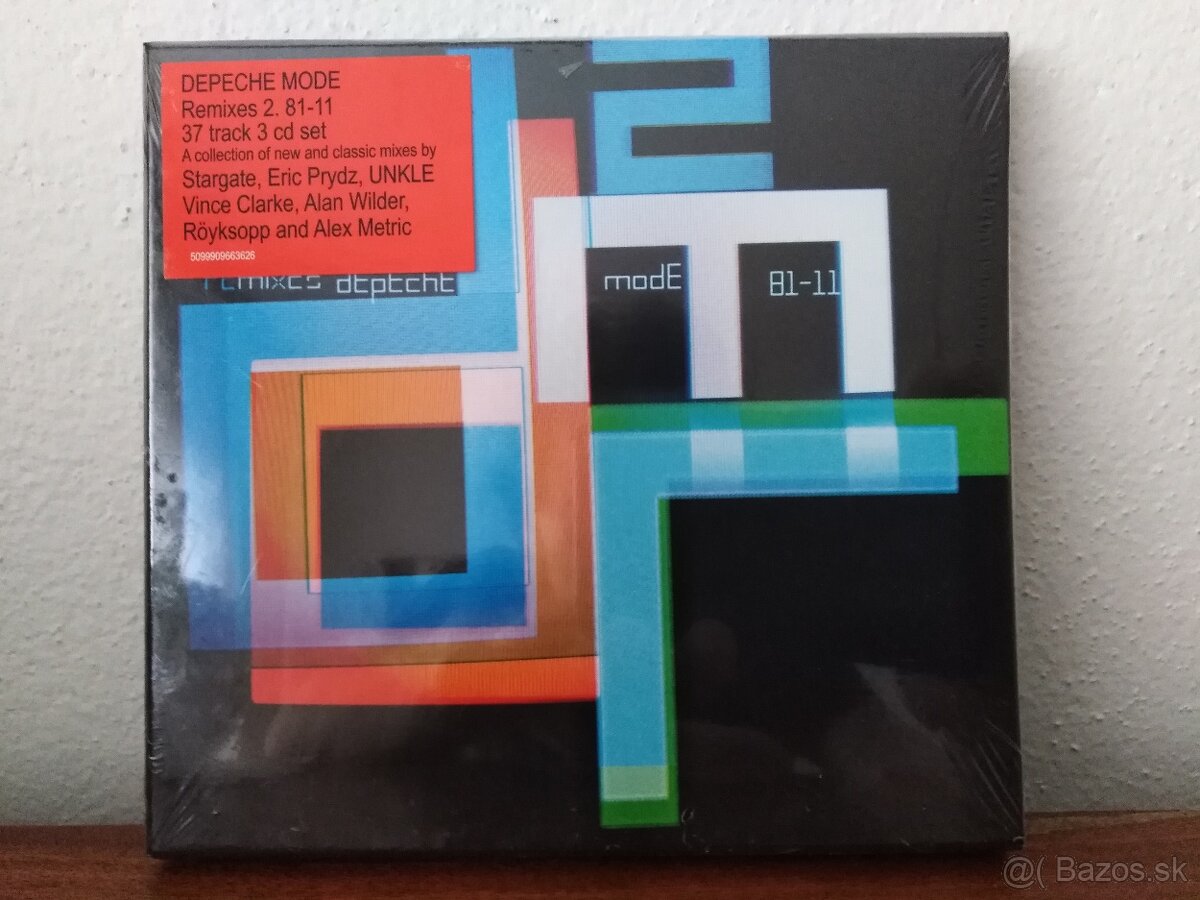 DEPECHE MODE
Remixes 2. 81-11
37 track 3 cd set
A collection of new and classic mixes by
Stargate, Eric Prydz, UNKLE
Vince Clarke, Alan Wilder,
Röyksopp and Alex Metric
5099909663626
2
remixes dEpEchE modE 81-11
dmr
@( Bazos.sk